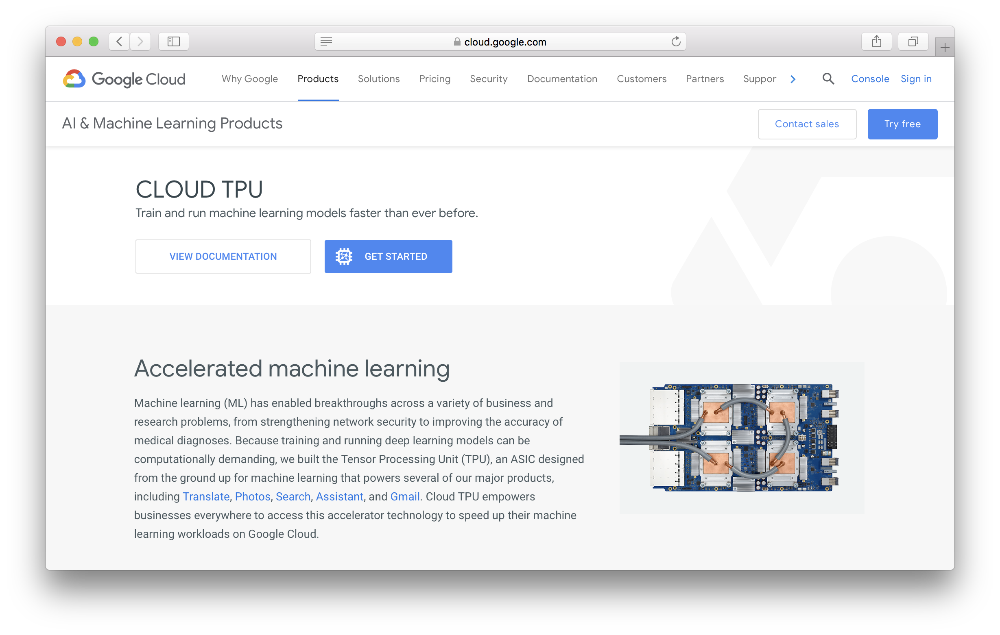 cloud.google.com
Google Cloud
Why Google Products Solutions Pricing Security Documentation Customers Partners Suppor Console Sign in
AI & Machine Learning Products
Contact sales Try free
CLOUD TPU
Train and run machine learning models faster than ever before.
VIEW DOCUMENTATION GET STARTED
Accelerated machine learning
Machine learning (ML) has enabled breakthroughs across a variety of business and
research problems, from strengthening network security to improving the accuracy of
medical diagnoses. Because training and running deep learning models can be
computationally demanding, we built the Tensor Processing Unit (TPU), an ASIC designed
from the ground up for machine learning that powers several of our major products,
including Translate, Photos, Search, Assistant, and Gmail. Cloud TPU empowers
businesses everywhere to access this accelerator technology to speed up their machine
learning workloads on Google Cloud.